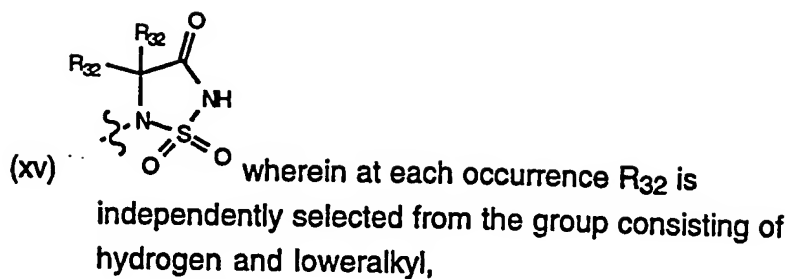 R32 O
R32
NH
N
S
O O
(xv) wherein at each occurrence R32 is
independently selected from the group consisting of
hydrogen and loweralkyl,